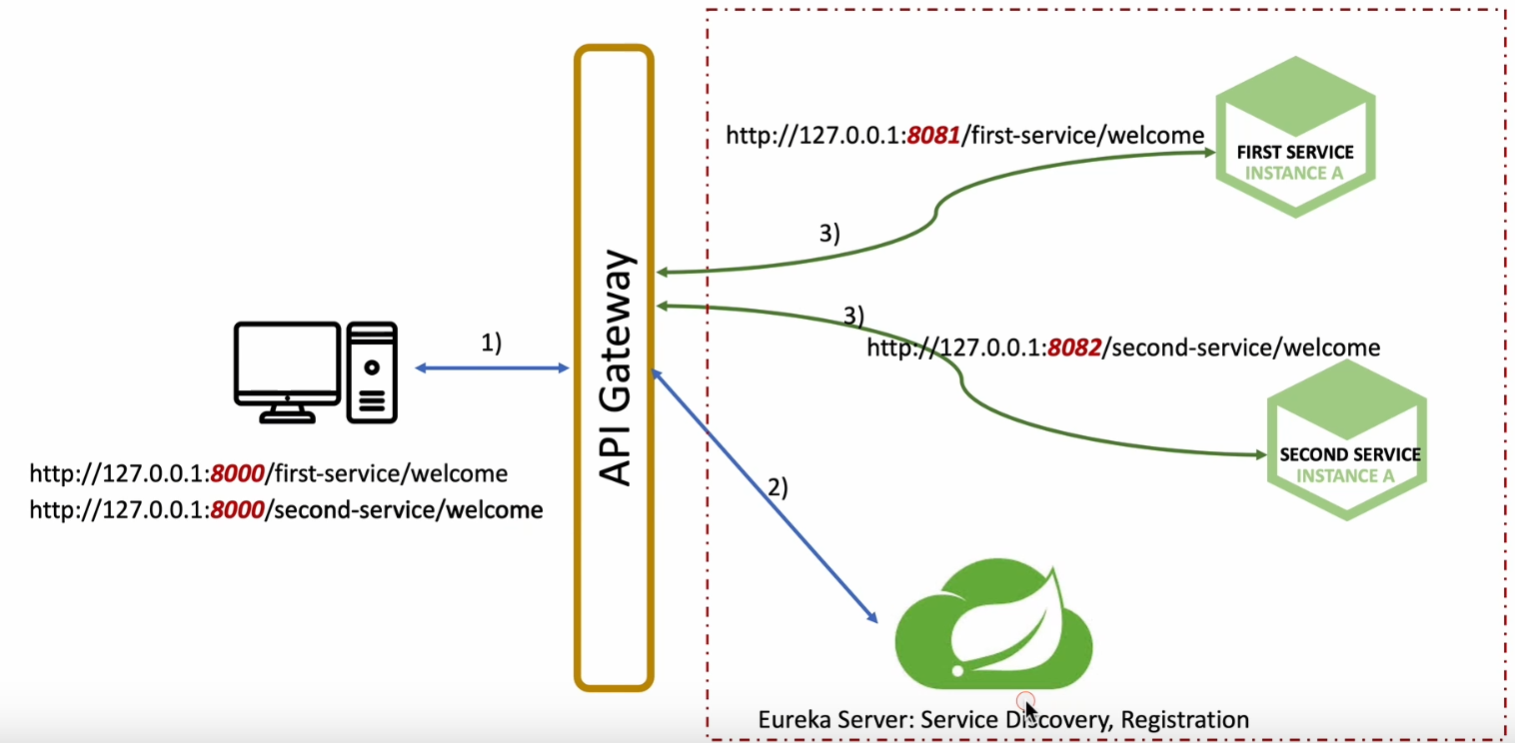 http://127.0.0.1:8081/first-service/welcome
FIRST SERVICE
INSTANCE A
3)
API Gateway
1)
3)
http://127.0.0.1:8082/second-service/welcome
SECOND SERVICE
INSTANCE A
http://127.0.0.1:8000/first-service/welcome
http://127.0.0.1:8000/second-service/welcome
2)
Eureka Server: Service Discovery, Registration